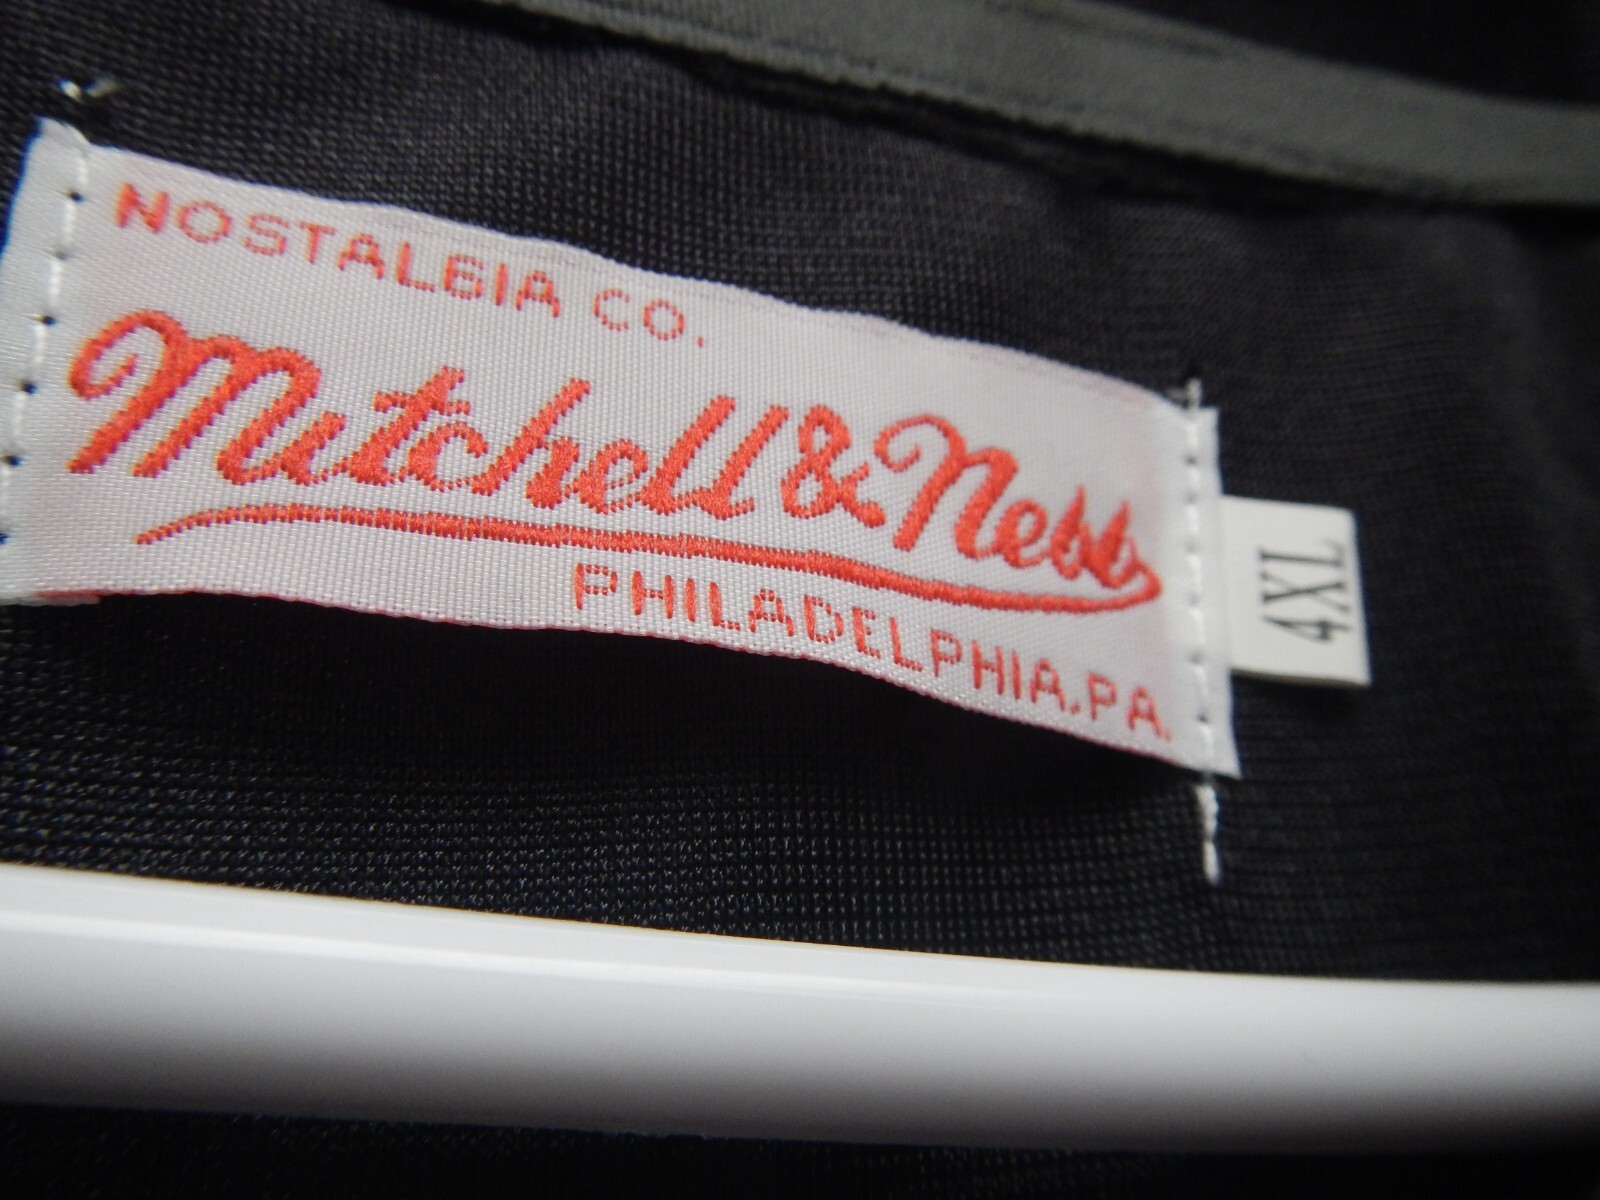 NOSTALGIA CO.
Mitchell & Ness
PHILADELPHIA, PA.
4XL